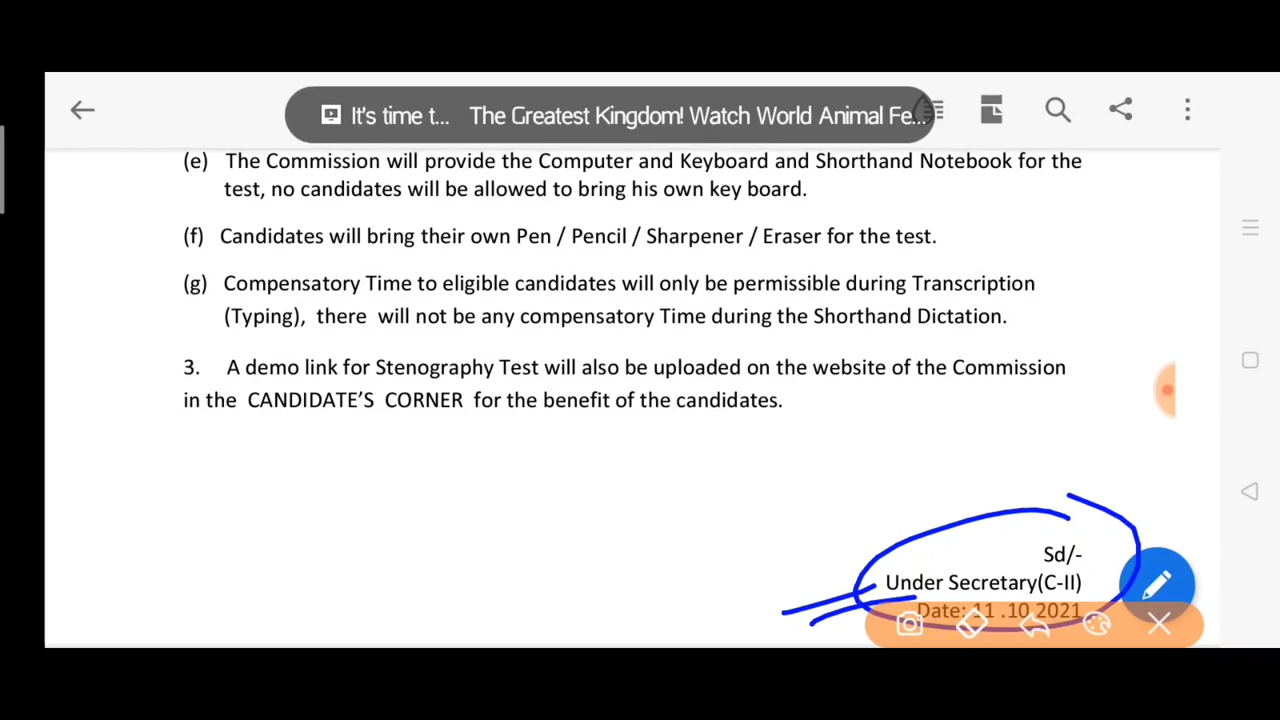 It's time t... The Greatest Kingdom! Watch World Animal Fe...
(e) The Commission will provide the Computer and Keyboard and Shorthand Notebook for the
test, no candidates will be allowed to bring his own key board.
(f) Candidates will bring their own Pen / Pencil / Sharpener / Eraser for the test.
(g) Compensatory Time to eligible candidates will only be permissible during Transcription
(Typing), there will not be any compensatory Time during the Shorthand Dictation.
3. A demo link for Stenography Test will also be uploaded on the website of the Commission
in the CANDIDATE'S CORNER for the benefit of the candidates.
Sd/-
Under Secretary(C-II)
Date: 11 .10 2021